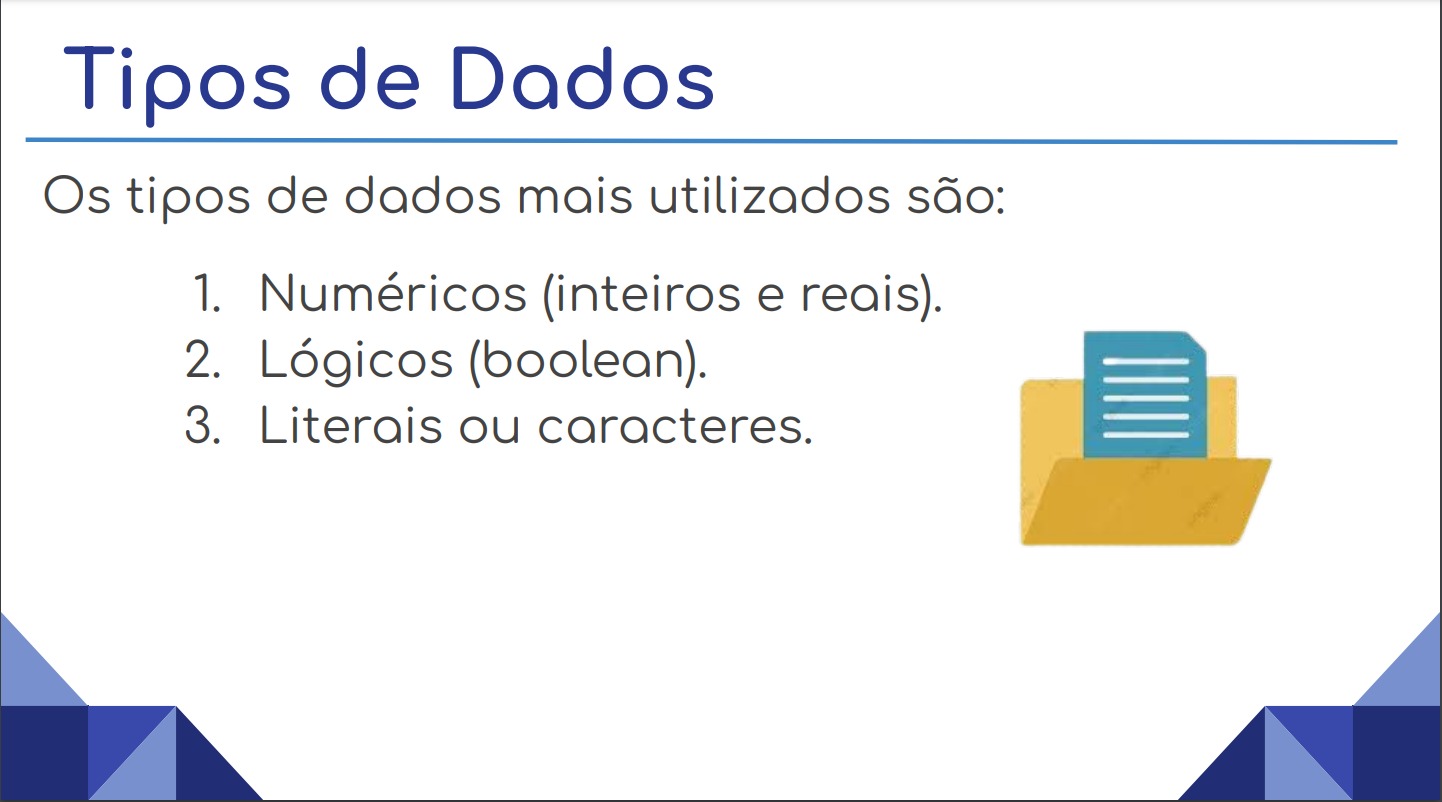 Tipos de Dados
Os tipos de dados mais utilizados são:
1. Numéricos (inteiros e reais).
2. Lógicos (boolean).
3. Literais ou caracteres.